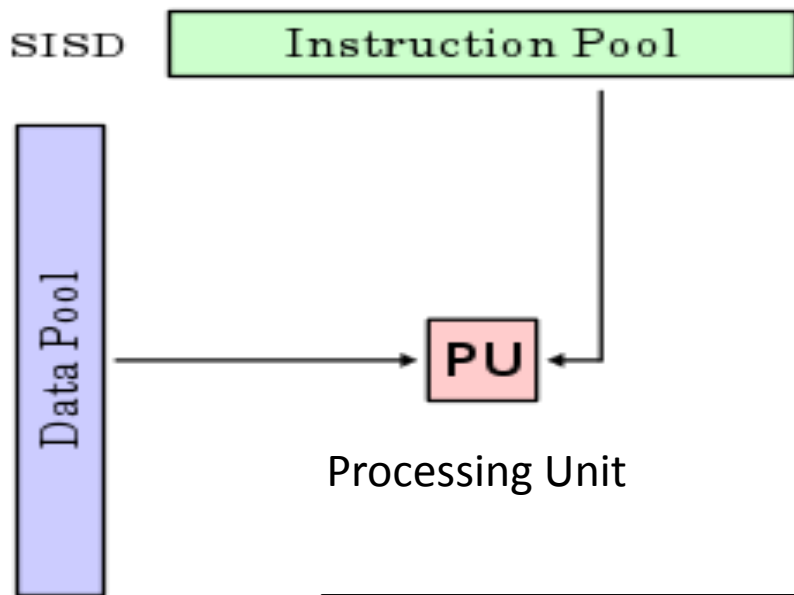 SISD
Instruction Pool
Data Pool
PU
Processing Unit